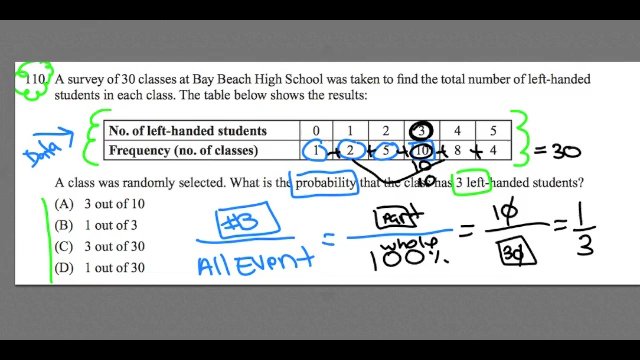 110. A survey of 30 classes at Bay Beach High School was taken to find the total number of left-handed
students in each class. The table below shows the results:
Data
No. of left-handed students 0 1 2 3 4 5
Frequency (no. of classes) 1 + 2 + 5 + 10 + 8 + 4 = 30
10
10
A class was randomly selected. What is the probability that the class has 3 left-handed students?
(A) 3 out of 10
(B) 1 out of 3
(C) 3 out of 30
(D) 1 out of 30
#3 / All Event = Part / whole 100% = 10 / 30 = 1 / 3